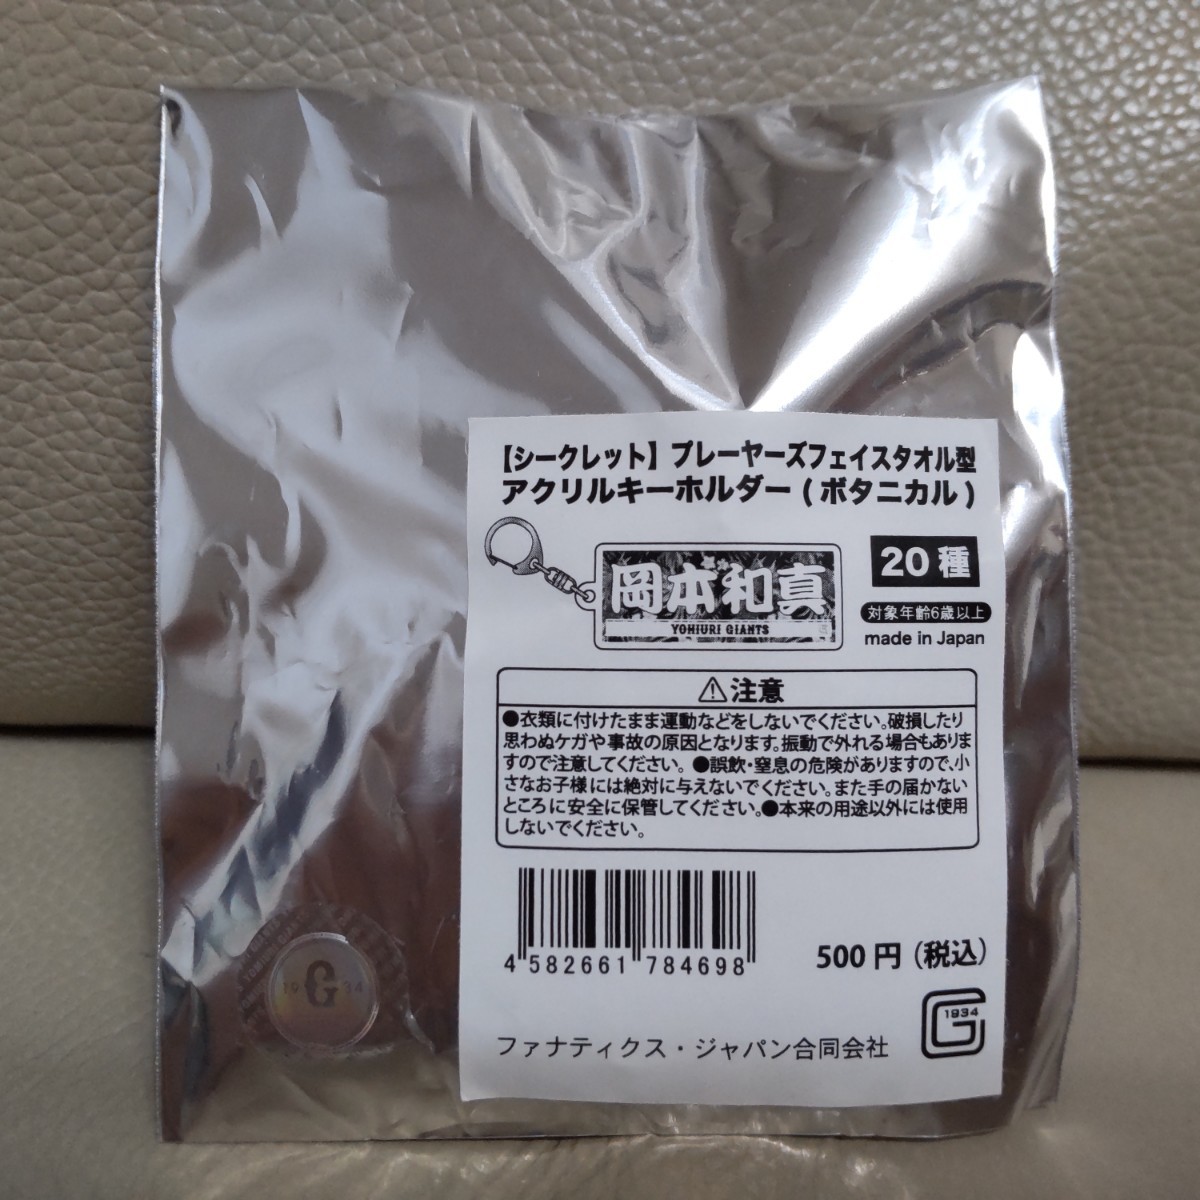 【シークレット】プレーヤーズフェイスタオル型
アクリルキーホルダー(ボタニカル)
岡本和真
YOHIURI GIANTS
20種
対象年齢6歳以上
made in Japan
⚠注意
●衣類に付けたまま運動などをしないでください。破損したり
思わぬケガや事故の原因となります。振動で外れる場合もありま
すので注意してください。●誤飲・窒息の危険がありますので、小
さなお子様には絶対に与えないでください。また手の届かない
ところに安全に保管してください。●本来の用途以外には使用
しないでください。
4 582661 784698
500円(税込)
ファナティクス・ジャパン合同会社
1934
G
19 G 34
GIANTS
YOMIURI